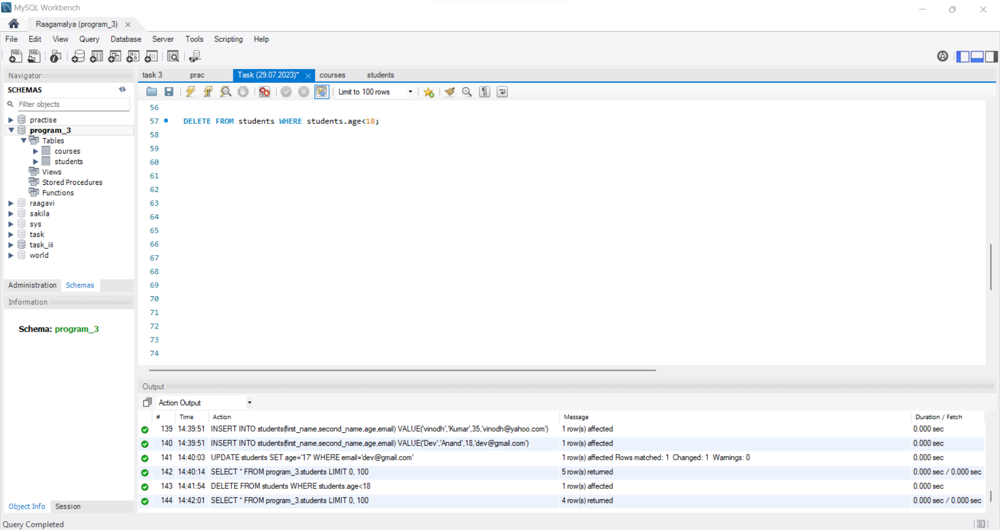 MySQL Workbench
Raagamalya (program_3)
File Edit View Query Database Server Tools Scripting Help
Navigator
SCHEMAS
Filter objects
practise
program_3
Tables
courses
students
Views
Stored Procedures
Functions
raagavi
sakila
sys
task
task_iii
world
Administration Schemas
Information
Schema: program_3
Object Info Session
task 3 prac Task (29.07.2023)* courses students
Limit to 100 rows
56
57 DELETE FROM students WHERE students.age<18;
58
59
60
61
62
63
64
65
66
67
68
69
70
71
72
73
74
Output
Action Output
# Time Action Message Duration / Fetch
139 14:39:51 INSERT INTO students(first_name,second_name,age,email) VALUE('vinodh','Kumar',35,'vinodh@yahoo.com') 1 row(s) affected 0.000 sec
140 14:39:51 INSERT INTO students(first_name,second_name,age,email) VALUE('Dev','Anand',18,'dev@gmail.com') 1 row(s) affected 0.000 sec
141 14:40:03 UPDATE students SET age='17' WHERE email='dev@gmail.com' 1 row(s) affected Rows matched: 1 Changed: 1 Warnings: 0 0.000 sec
142 14:40:14 SELECT * FROM program_3.students LIMIT 0, 100 5 row(s) returned 0.000 sec / 0.000 sec
143 14:41:54 DELETE FROM students WHERE students.age<18 1 row(s) affected 0.000 sec
144 14:42:01 SELECT * FROM program_3.students LIMIT 0, 100 4 row(s) returned 0.000 sec / 0.000 sec
Query Completed